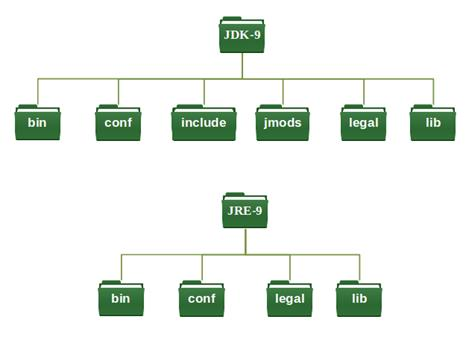 JDK-9
bin conf include jmods legal lib
JRE-9
bin conf legal lib